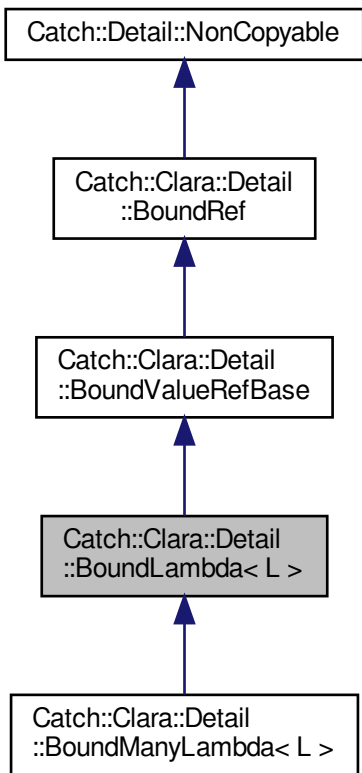 Catch::Detail::NonCopyable
Catch::Clara::Detail
::BoundRef
Catch::Clara::Detail
::BoundValueRefBase
Catch::Clara::Detail
::BoundLambda< L >
Catch::Clara::Detail
::BoundManyLambda< L >